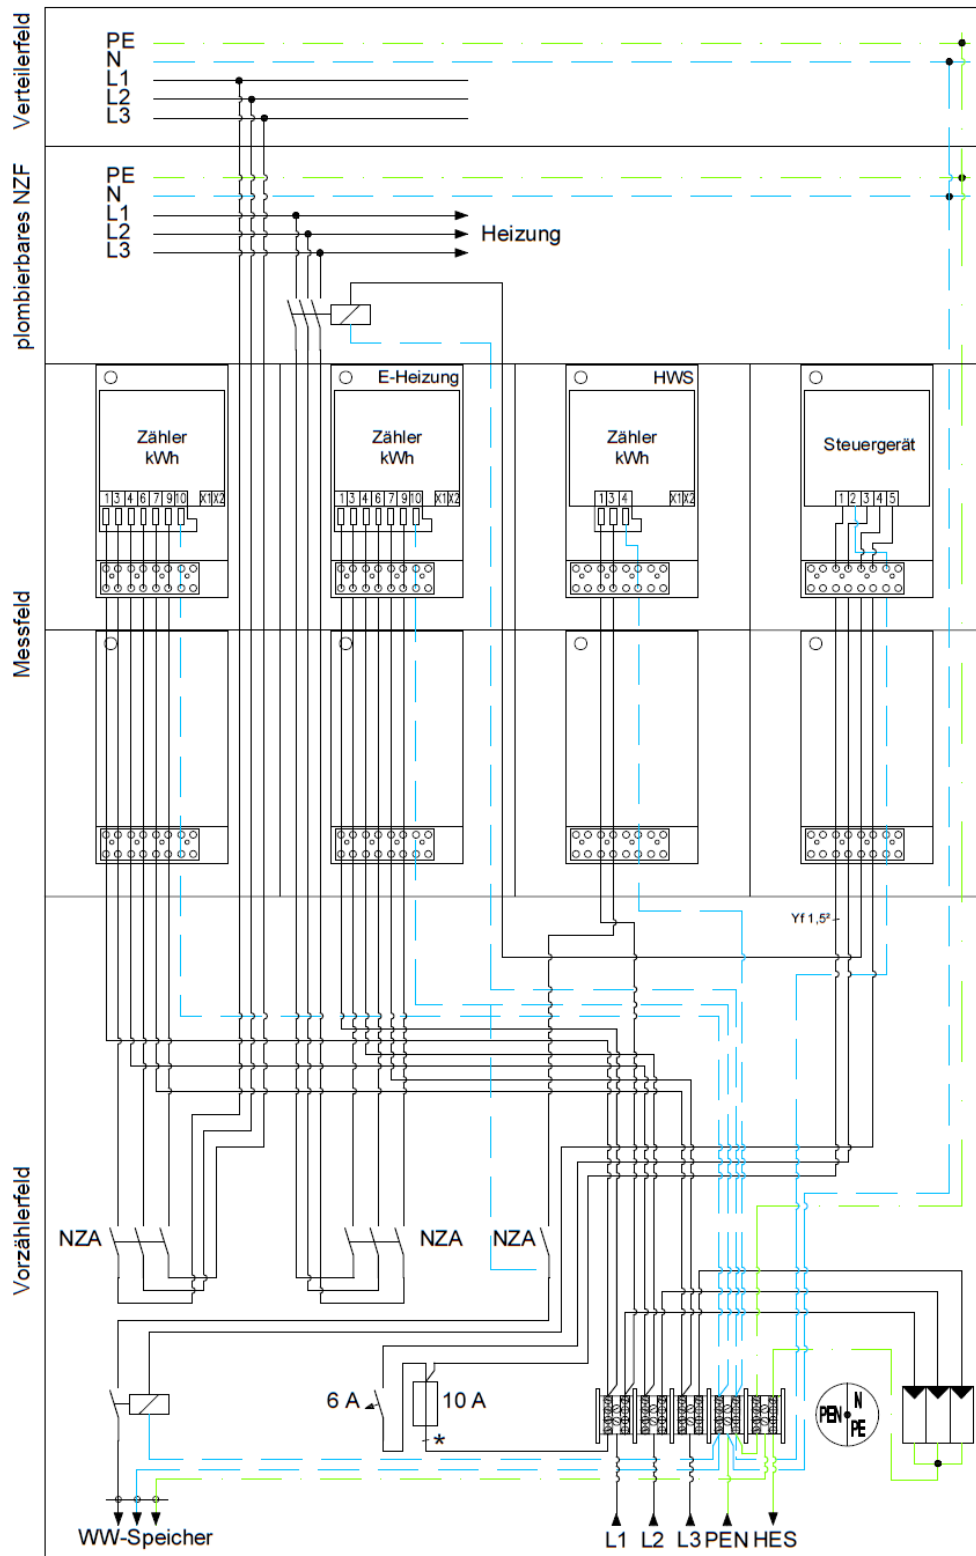 Verteilerfeld
PE
N
L1
L2
L3
plombierbares NZF
PE
N
L1
L2
L3
Heizung
Messfeld
E-Heizung
HWS
Zähler
kWh
Zähler
kWh
Zähler
kWh
Steuergerät
1 3 4 6 7 9 10 X1 X2
1 3 4 6 7 9 10 X1 X2
1 3 4 X1 X2
1 2 3 4 5
Yf 1,5²
Vorzählerfeld
NZA
NZA
NZA
6 A
10 A
*
PEN
N
PE
WW-Speicher
L1 L2 L3 PEN HES